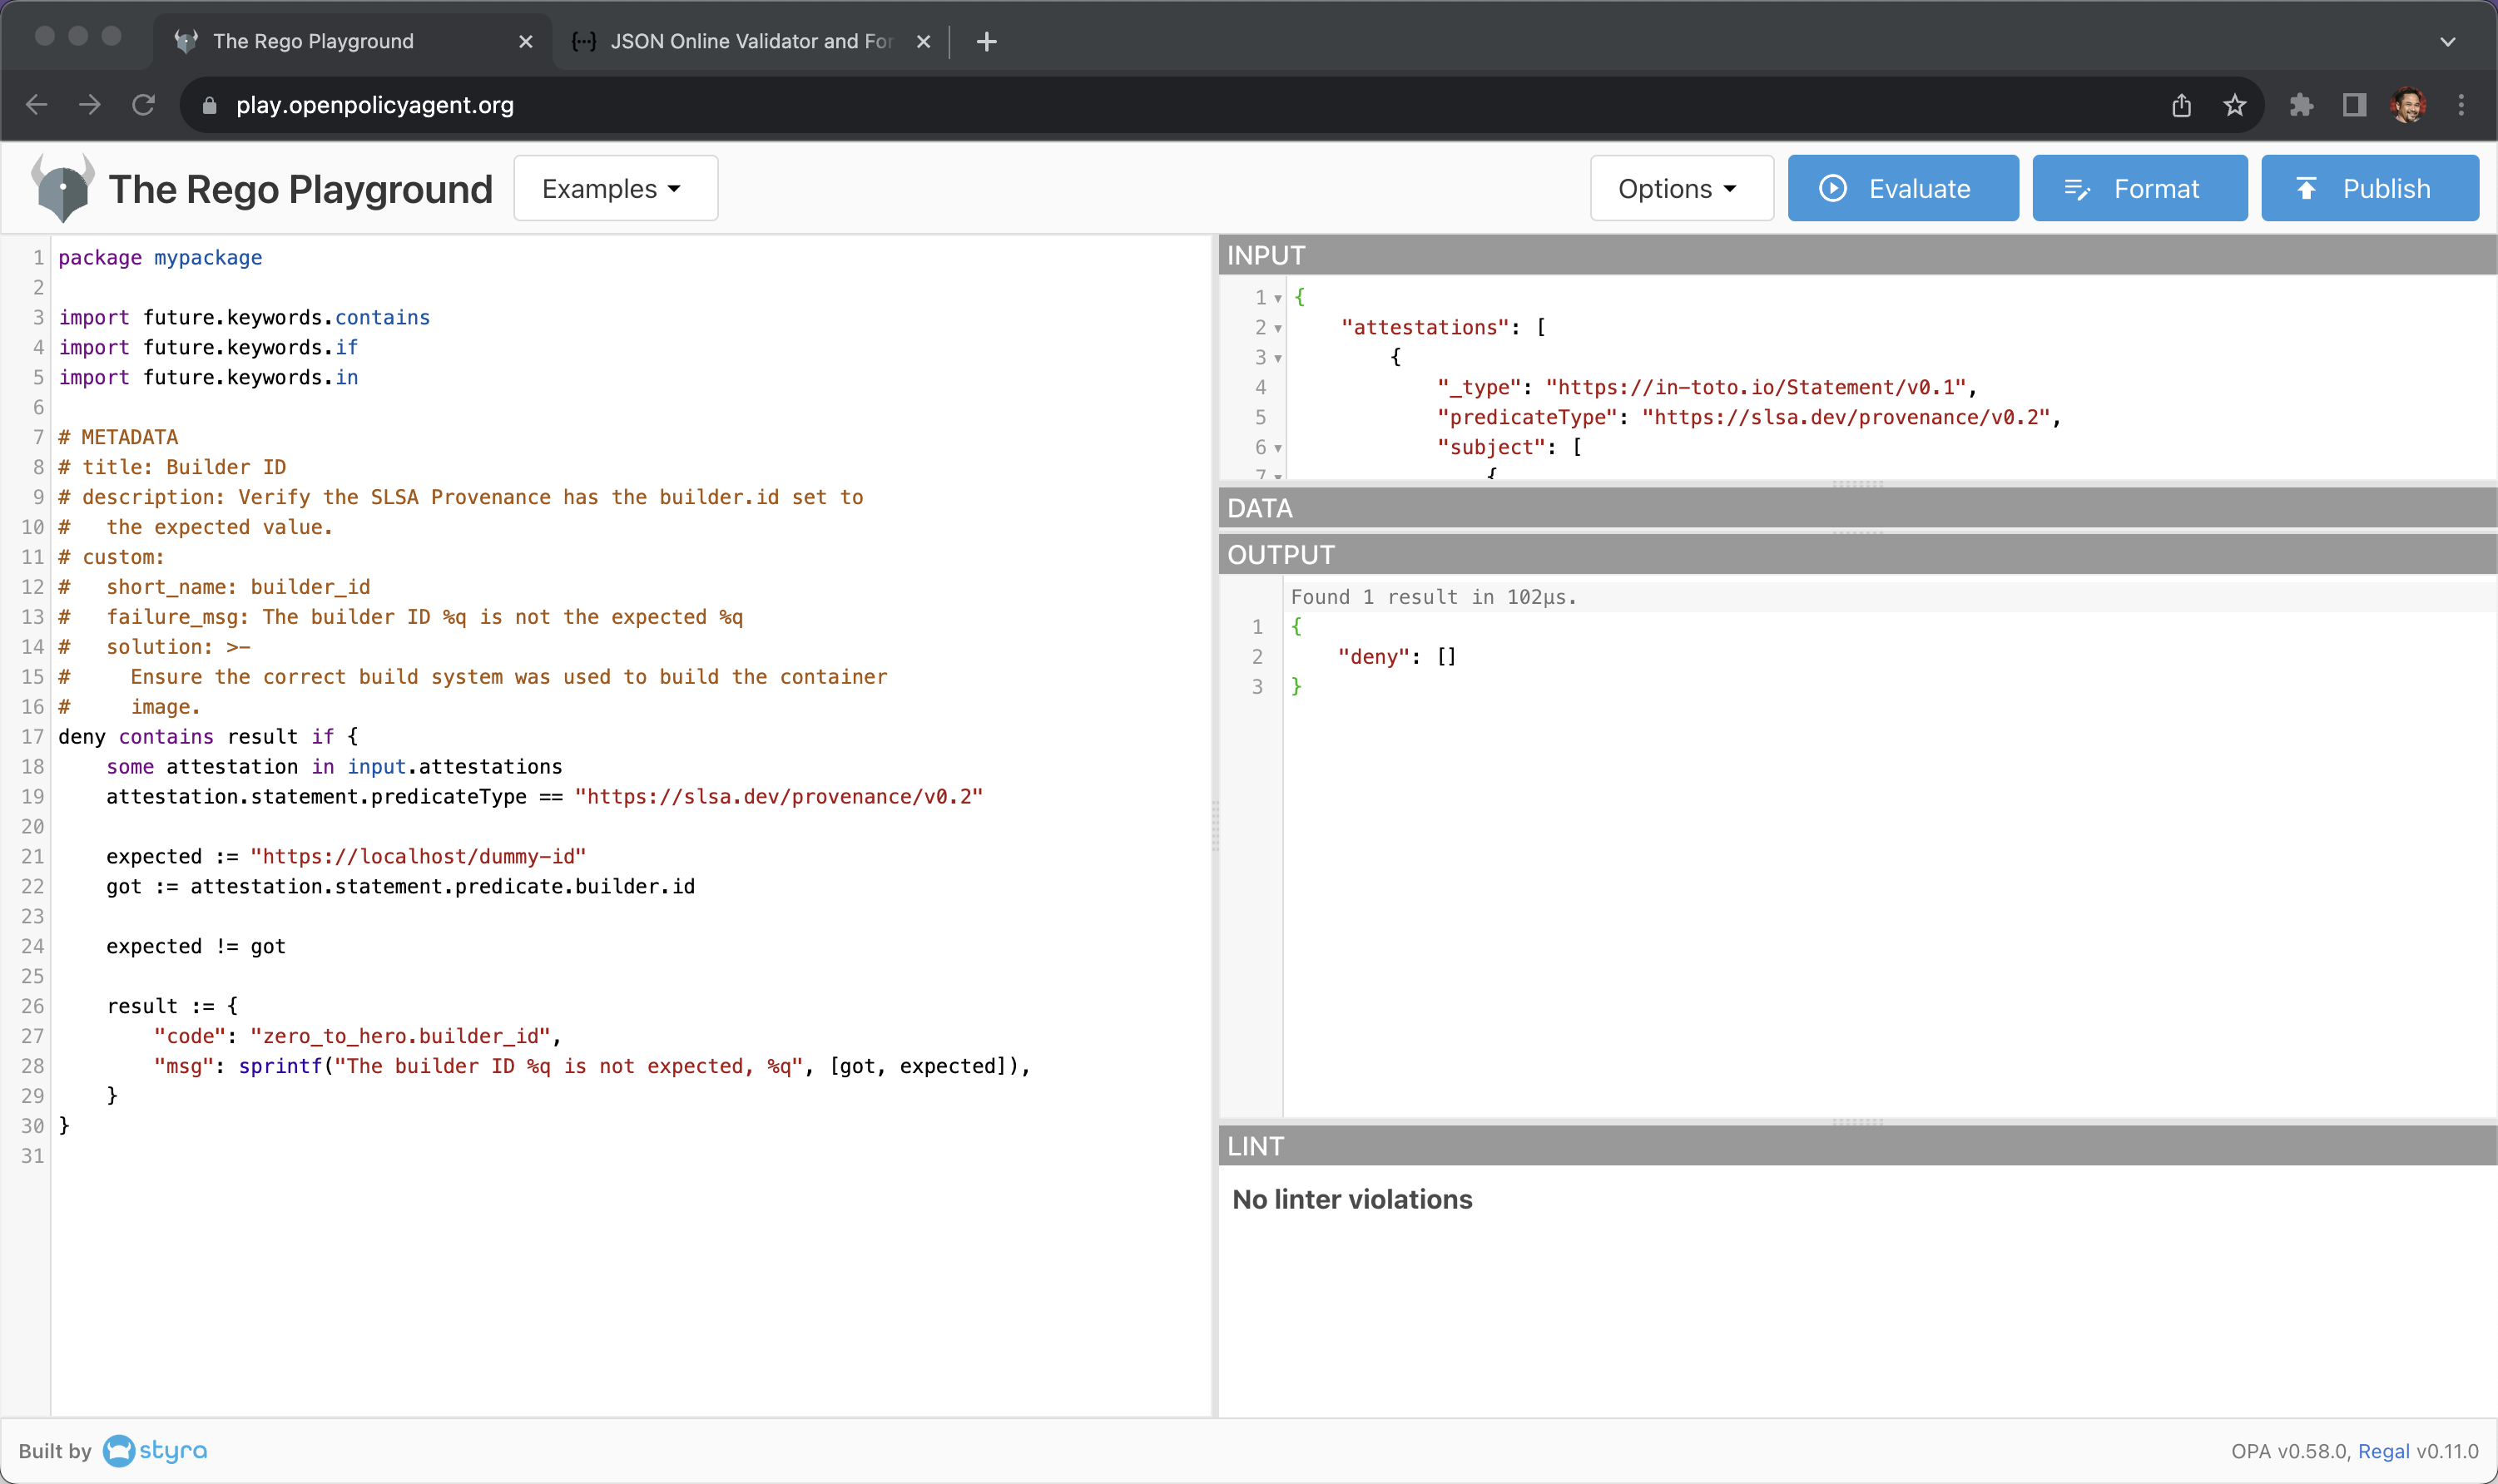 The Rego Playground
JSON Online Validator and For
play.openpolicyagent.org
The Rego Playground
Examples
Options
Evaluate
Format
Publish
1 package mypackage
2
3 import future.keywords.contains
4 import future.keywords.if
5 import future.keywords.in
6
7 # METADATA
8 # title: Builder ID
9 # description: Verify the SLSA Provenance has the builder.id set to
10 #   the expected value.
11 # custom:
12 #   short_name: builder_id
13 #   failure_msg: The builder ID %q is not the expected %q
14 #   solution: >-
15 #     Ensure the correct build system was used to build the container
16 #     image.
17 deny contains result if {
18     some attestation in input.attestations
19     attestation.statement.predicateType == "https://slsa.dev/provenance/v0.2"
20
21     expected := "https://localhost/dummy-id"
22     got := attestation.statement.predicate.builder.id
23
24     expected != got
25
26     result := {
27         "code": "zero_to_hero.builder_id",
28         "msg": sprintf("The builder ID %q is not expected, %q", [got, expected]),
29     }
30 }
31
INPUT
1 {
2     "attestations": [
3         {
4             "_type": "https://in-toto.io/Statement/v0.1",
5             "predicateType": "https://slsa.dev/provenance/v0.2",
6             "subject": [
7                 {
DATA
OUTPUT
Found 1 result in 102µs.
1 {
2     "deny": []
3 }
LINT
No linter violations
Built by styra
OPA v0.58.0, Regal v0.11.0